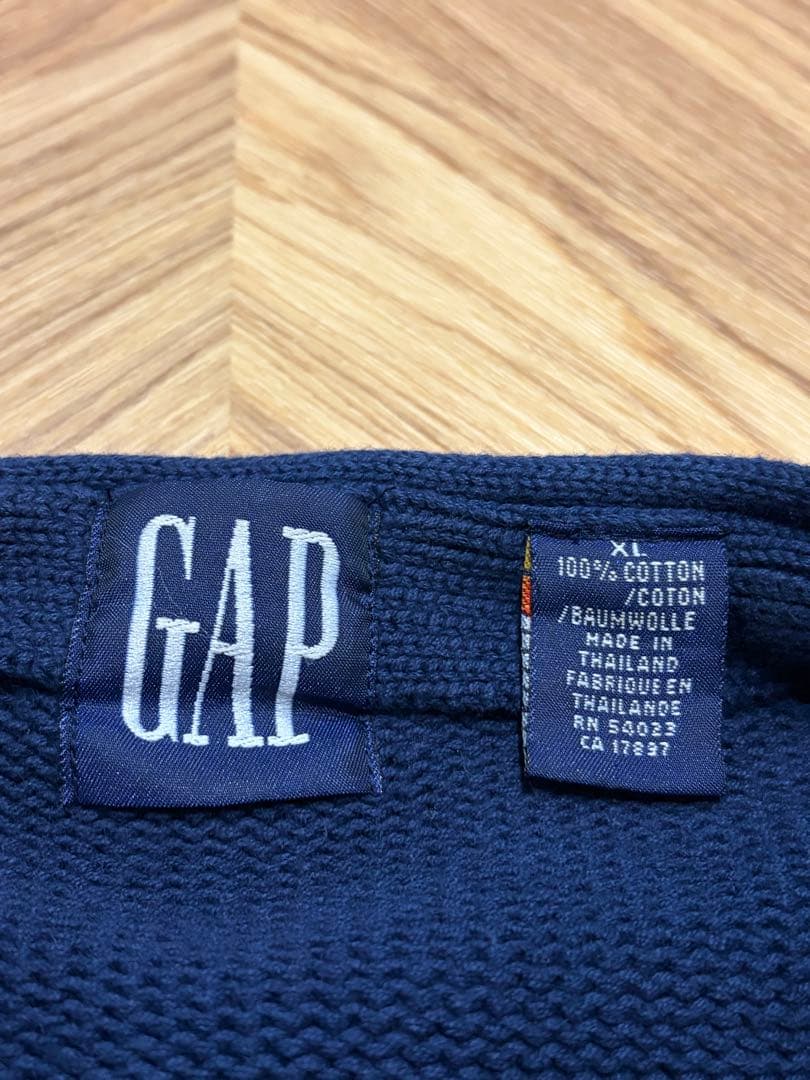 GAP
XL
100% COTTON
/COTON
/BAUMWOLLE
MADE IN
THAILAND
FABRIQUE EN
THAILANDE
RN 54023
CA 17897